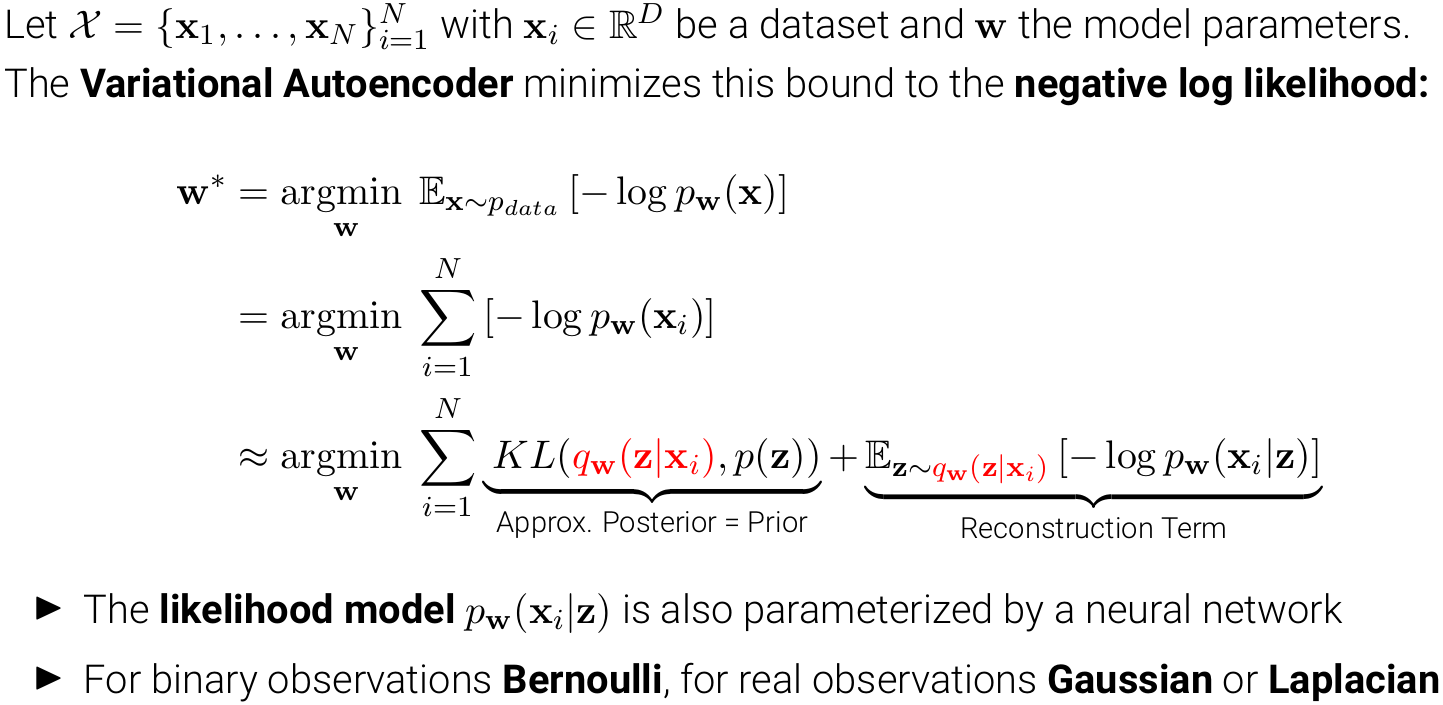 Let $\mathcal{X} = \{\mathbf{x}_1, \ldots, \mathbf{x}_N\}_{i=1}^N$ with $\mathbf{x}_i \in \mathbb{R}^D$ be a dataset and $\mathbf{w}$ the model parameters.
The Variational Autoencoder minimizes this bound to the negative log likelihood:
$\mathbf{w}^* = \underset{\mathbf{w}}{\operatorname{argmin}} \; \mathbb{E}_{\mathbf{x} \sim p_{data}} [-\log p_{\mathbf{w}}(\mathbf{x})]$
$= \underset{\mathbf{w}}{\operatorname{argmin}} \; \sum_{i=1}^N [-\log p_{\mathbf{w}}(\mathbf{x}_i)]$
$\approx \underset{\mathbf{w}}{\operatorname{argmin}} \; \sum_{i=1}^N \underbrace{KL(q_{\mathbf{w}}(\mathbf{z}|\mathbf{x}_i), p(\mathbf{z}))}_{\text{Approx. Posterior = Prior}} + \underbrace{\mathbb{E}_{\mathbf{z} \sim q_{\mathbf{w}}(\mathbf{z}|\mathbf{x}_i)} [-\log p_{\mathbf{w}}(\mathbf{x}_i|\mathbf{z})]}_{\text{Reconstruction Term}}$
► The likelihood model $p_{\mathbf{w}}(\mathbf{x}_i|\mathbf{z})$ is also parameterized by a neural network
► For binary observations Bernoulli, for real observations Gaussian or Laplacian